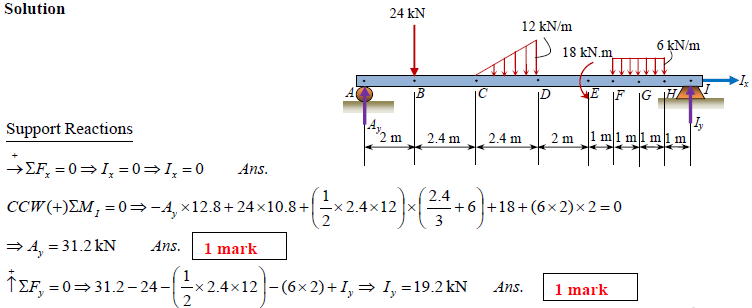 Solution
24 kN
12 kN/m
18 kN.m
6 kN/m
I_x
A B C D E F G H I
A_y
I_y
2 m 2.4 m 2.4 m 2 m 1 m 1 m 1 m 1 m
Support Reactions
+→ΣF_x = 0 ⇒ I_x = 0 ⇒ I_x = 0 Ans.
CCW(+)ΣM_I = 0 ⇒ −A_y ×12.8 + 24×10.8 + (1/2 × 2.4×12) × (2.4/3 + 6) + 18 + (6×2)×2 = 0
⇒ A_y = 31.2 kN Ans. 1 mark
+↑ΣF_y = 0 ⇒ 31.2 − 24 − (1/2 × 2.4×12) − (6×2) + I_y ⇒ I_y = 19.2 kN Ans. 1 mark